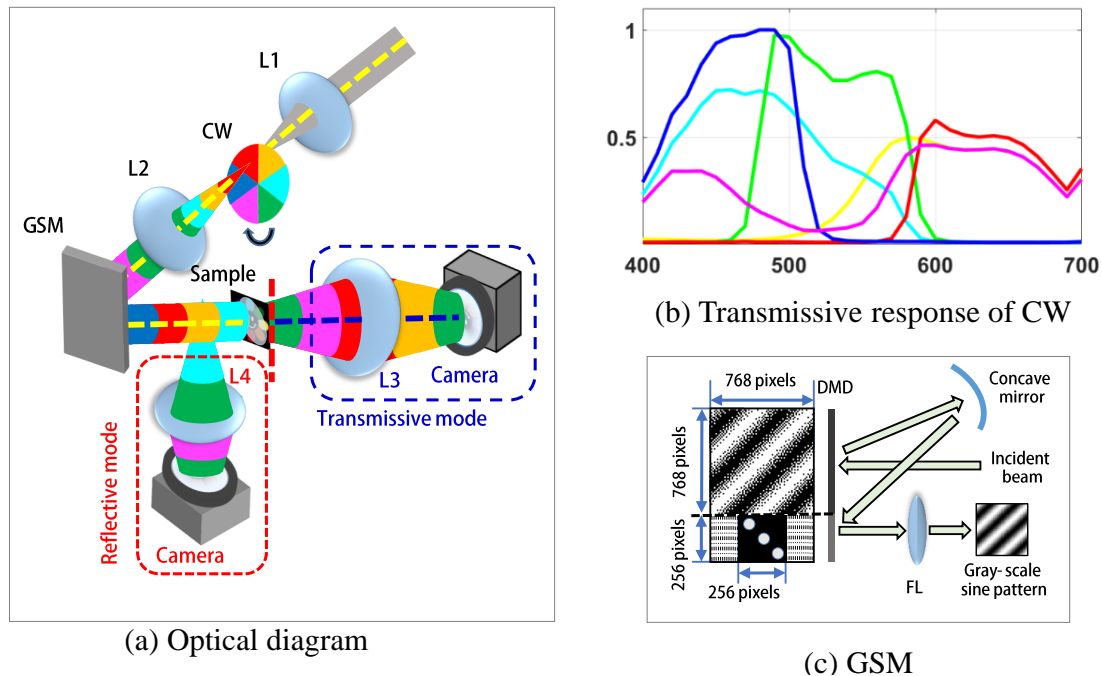 L1
CW
L2
GSM
Sample
L3
Camera
Transmissive mode
L4
Reflective mode
Camera
(a) Optical diagram
1
0.5
0
400
500
600
700
(b) Transmissive response of CW
768 pixels
DMD
Concave
mirror
768 pixels
Incident
beam
256 pixels
256 pixels
FL
Gray- scale
sine pattern
(c) GSM